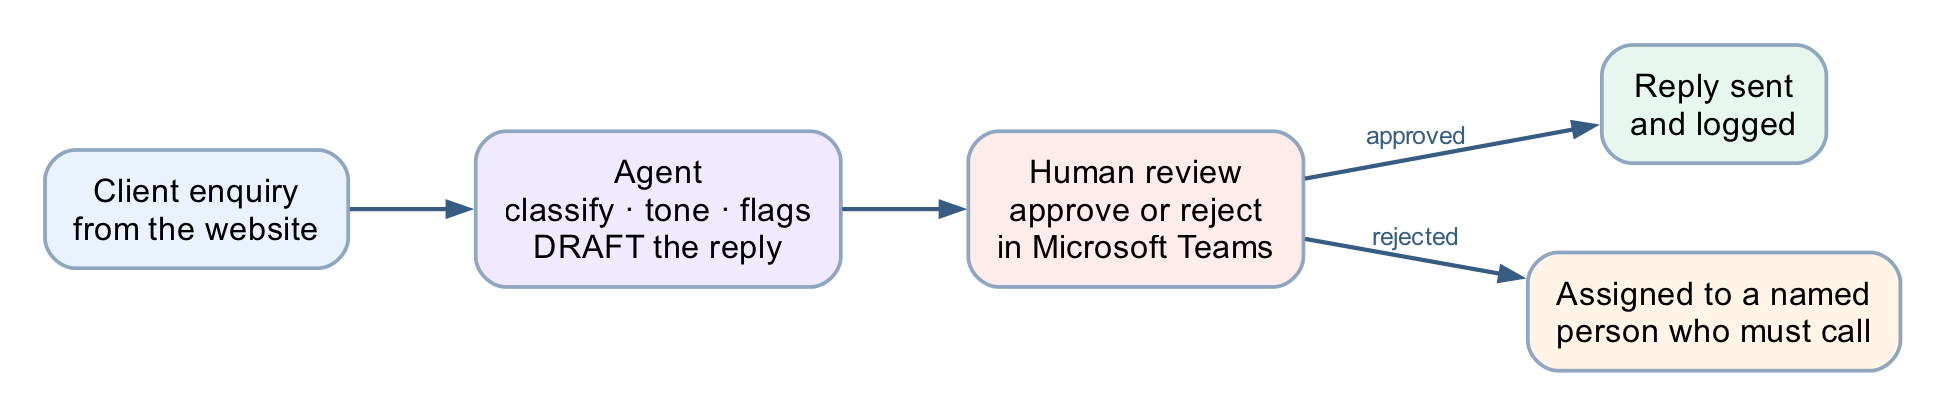 Client enquiry
from the website
Agent
classify · tone · flags
DRAFT the reply
Human review
approve or reject
in Microsoft Teams
approved
Reply sent
and logged
rejected
Assigned to a named
person who must call